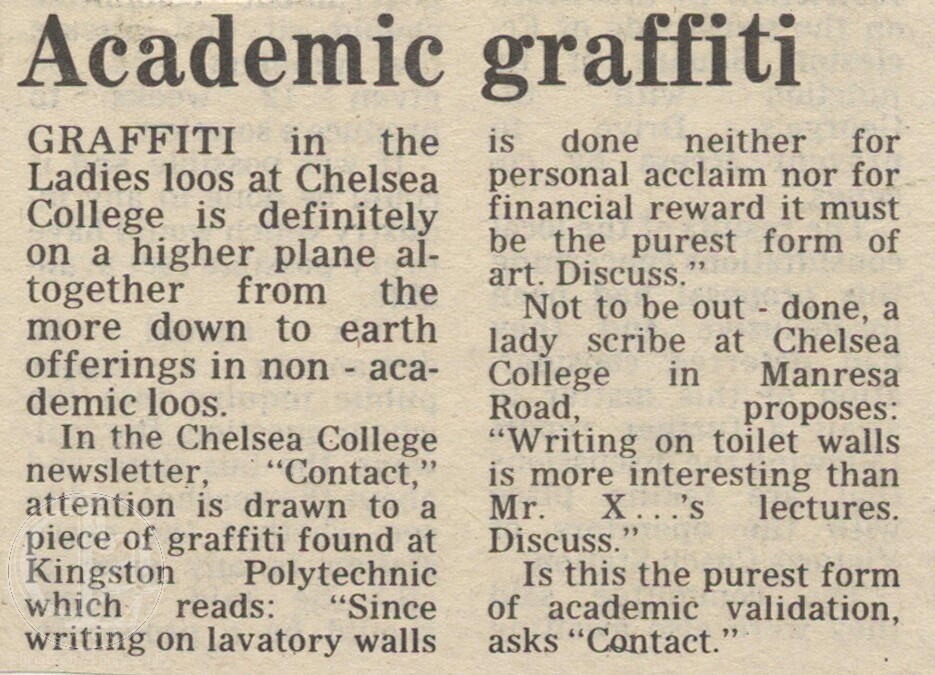 Academic graffiti
GRAFFITI in the
Ladies loos at Chelsea
College is definitely
on a higher plane al-
together from the
more down to earth
offerings in non - aca-
demic loos.
In the Chelsea College
newsletter, “Contact,”
attention is drawn to a
piece of graffiti found at
Kingston Polytechnic
which reads: “Since
writing on lavatory walls
is done neither for
personal acclaim nor for
financial reward it must
be the purest form of
art. Discuss.”
Not to be out - done, a
lady scribe at Chelsea
College in Manresa
Road, proposes:
“Writing on toilet walls
is more interesting than
Mr. X...’s lectures.
Discuss.”
Is this the purest form
of academic validation,
asks “Contact.”